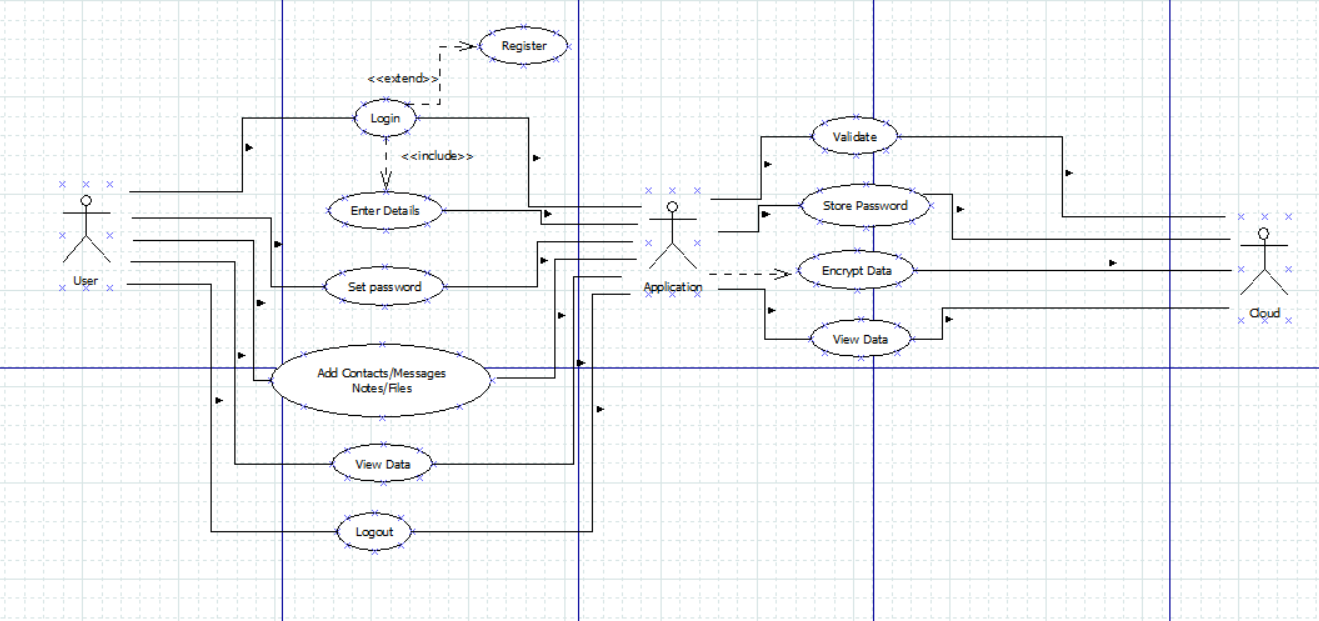 Register
<<extend>>
Login
<<include>>
Validate
Enter Details
Store Password
Encrypt Data
User
Set password
Application
Cloud
View Data
Add Contacts/Messages
Notes/Files
View Data
Logout